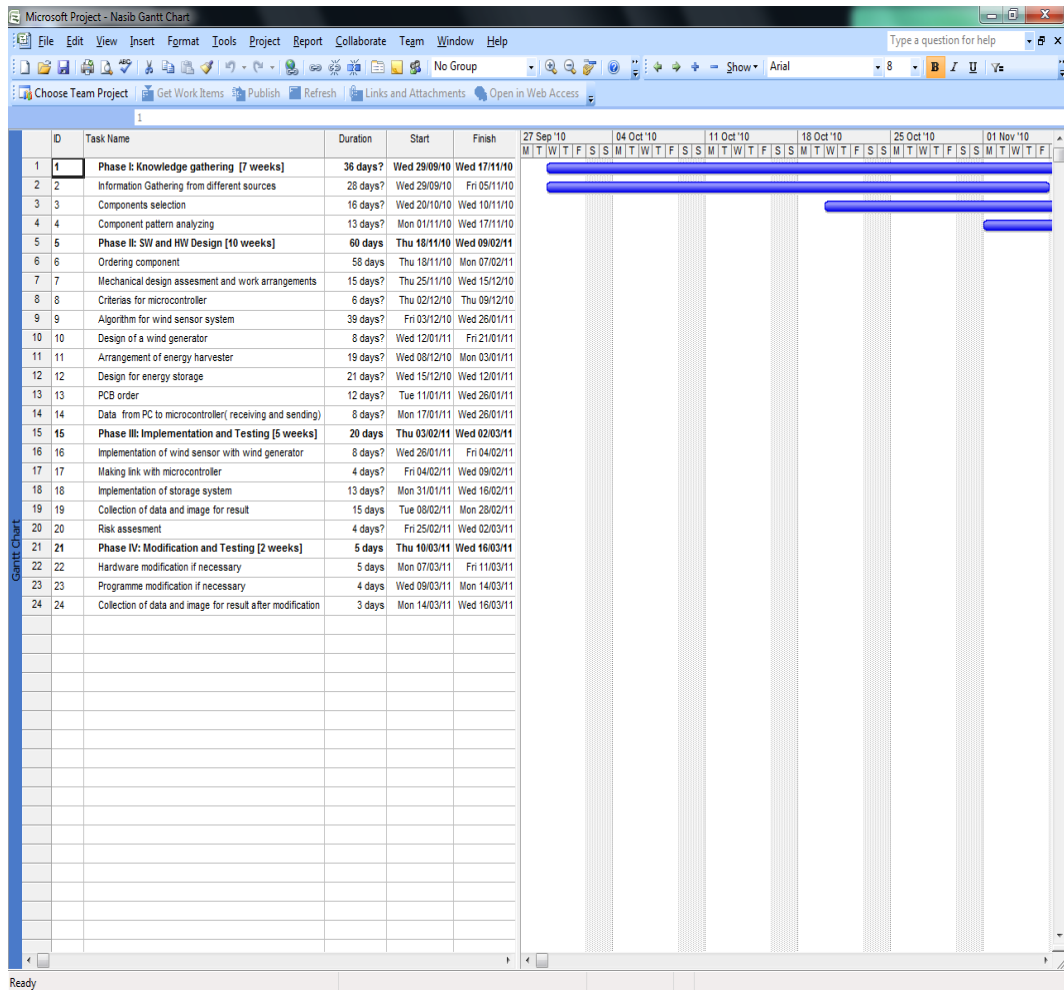 Microsoft Project - Nasib Gantt Chart
File Edit View Insert Format Tools Project Report Collaborate Team Window Help Type a question for help
No Group Show Arial 8 B I U
Choose Team Project Get Work Items Publish Refresh Links and Attachments Open in Web Access
1
ID Task Name Duration Start Finish 27 Sep '10 04 Oct '10 11 Oct '10 18 Oct '10 25 Oct '10 01 Nov '10
M T W T F S S M T W T F S S M T W T F S S M T W T F S S M T W T F S S M T W T F
1 1 Phase I: Knowledge gathering [7 weeks] 36 days? Wed 29/09/10 Wed 17/11/10
2 2 Information Gathering from different sources 28 days? Wed 29/09/10 Fri 05/11/10
3 3 Components selection 16 days? Wed 20/10/10 Wed 10/11/10
4 4 Component pattern analyzing 13 days? Mon 01/11/10 Wed 17/11/10
5 5 Phase II: SW and HW Design [10 weeks] 60 days Thu 18/11/10 Wed 09/02/11
6 6 Ordering component 58 days Thu 18/11/10 Mon 07/02/11
7 7 Mechanical design assesment and work arrangements 15 days? Thu 25/11/10 Wed 15/12/10
8 8 Criterias for microcontroller 6 days? Thu 02/12/10 Thu 09/12/10
9 9 Algorithm for wind sensor system 39 days? Fri 03/12/10 Wed 26/01/11
10 10 Design of a wind generator 8 days? Wed 12/01/11 Fri 21/01/11
11 11 Arrangement of energy harvester 19 days? Wed 08/12/10 Mon 03/01/11
12 12 Design for energy storage 21 days? Wed 15/12/10 Wed 12/01/11
13 13 PCB order 12 days? Tue 11/01/11 Wed 26/01/11
14 14 Data from PC to microcontroller( receiving and sending) 8 days? Mon 17/01/11 Wed 26/01/11
15 15 Phase III: Implementation and Testing [5 weeks] 20 days Thu 03/02/11 Wed 02/03/11
16 16 Implementation of wind sensor with wind generator 8 days? Wed 26/01/11 Fri 04/02/11
17 17 Making link with microcontroller 4 days? Fri 04/02/11 Wed 09/02/11
18 18 Implementation of storage system 13 days? Mon 31/01/11 Wed 16/02/11
19 19 Collection of data and image for result 15 days Tue 08/02/11 Mon 28/02/11
20 20 Risk assesment 4 days? Fri 25/02/11 Wed 02/03/11
21 21 Phase IV: Modification and Testing [2 weeks] 5 days Thu 10/03/11 Wed 16/03/11
22 22 Hardware modification if necessary 5 days Mon 07/03/11 Fri 11/03/11
23 23 Programme modification if necessary 4 days Wed 09/03/11 Mon 14/03/11
24 24 Collection of data and image for result after modification 3 days Mon 14/03/11 Wed 16/03/11
Gantt Chart
Ready